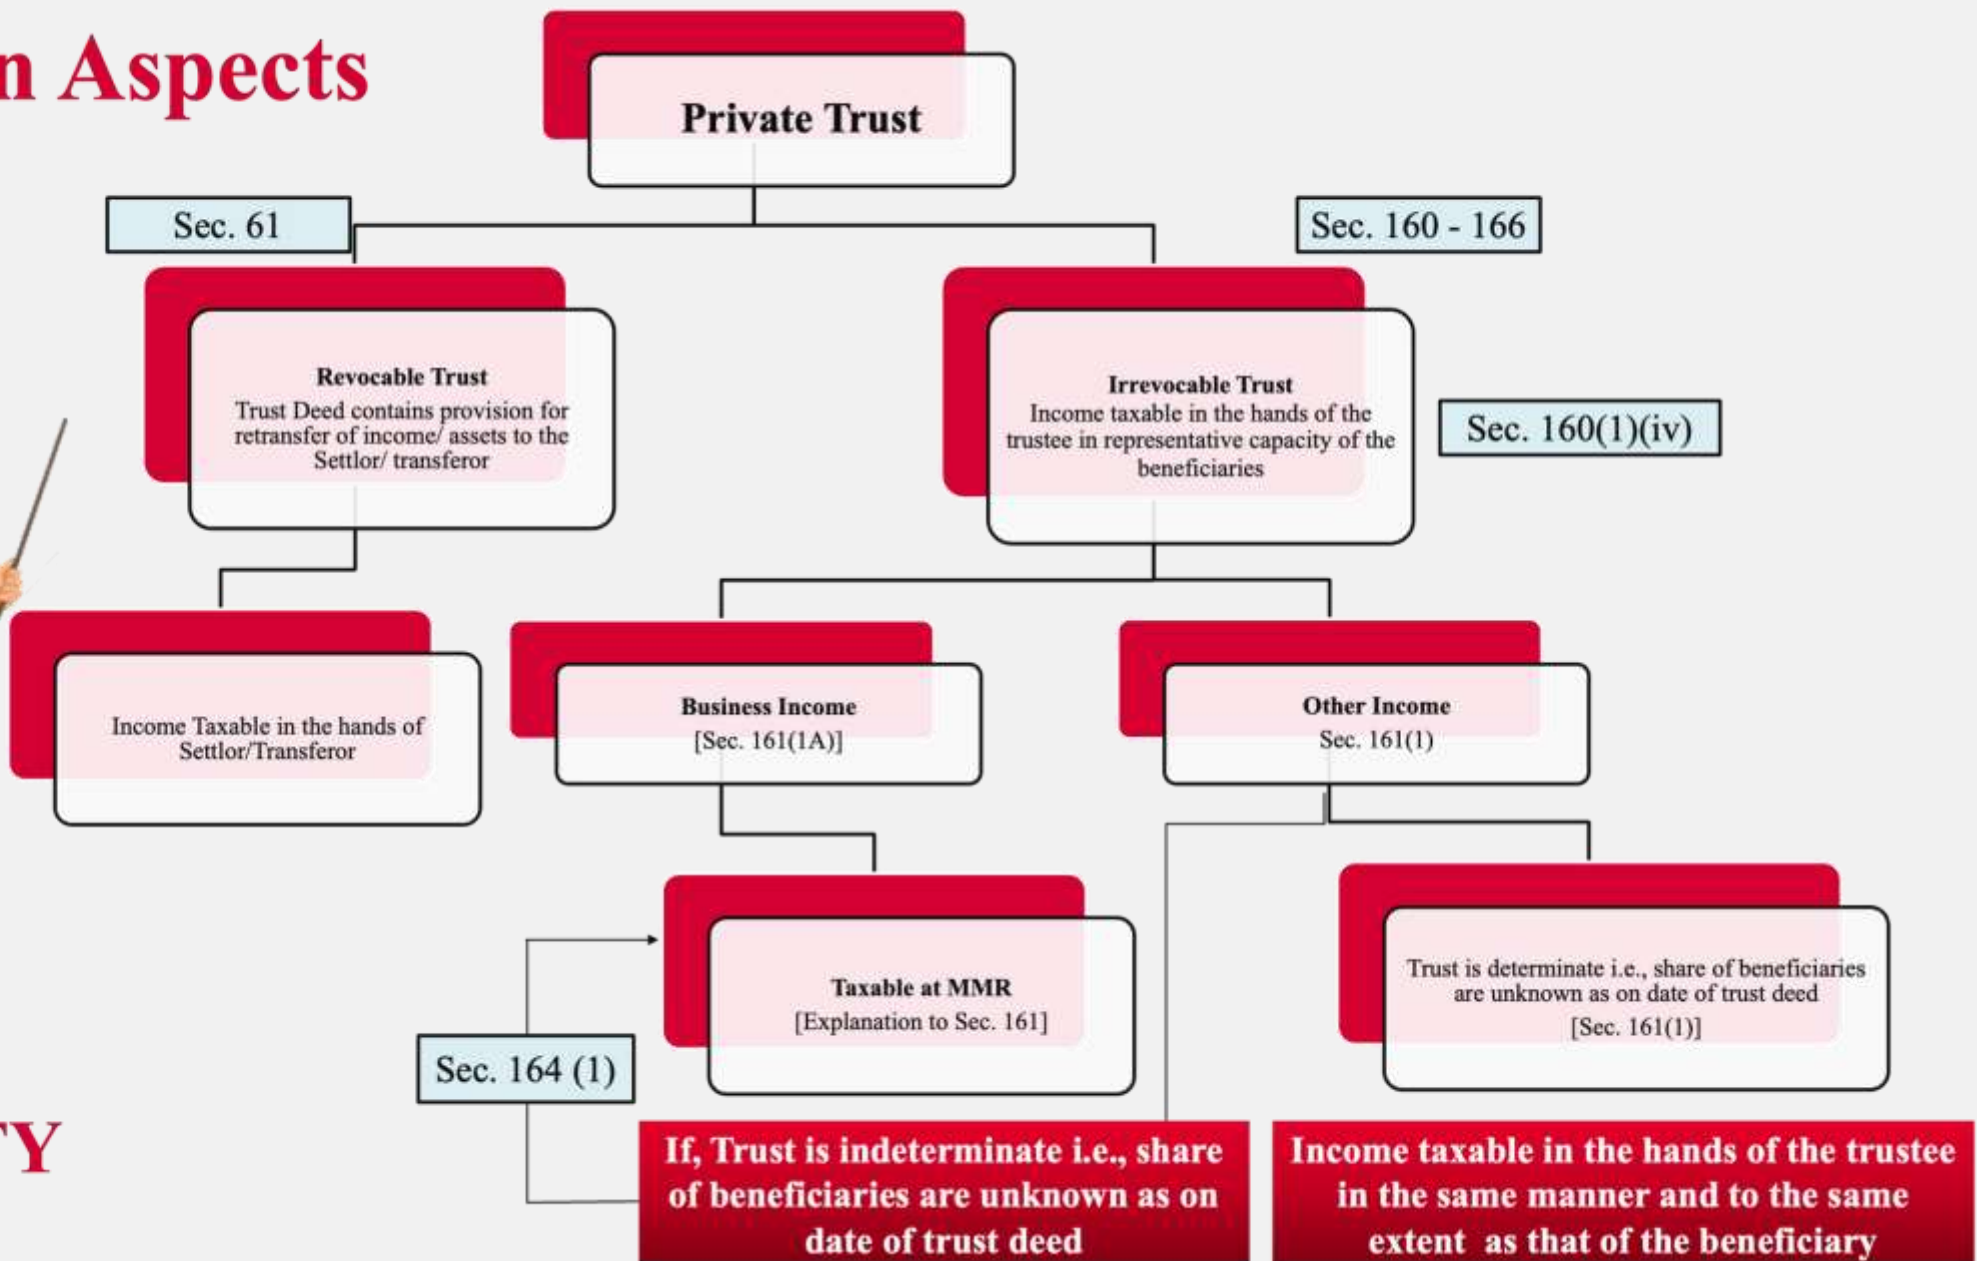 n Aspects
Private Trust
Sec. 61
Sec. 160 - 166
Revocable Trust
Trust Deed contains provision for
retransfer of income/ assets to the
Settlor/ transferor
Irrevocable Trust
Income taxable in the hands of the
trustee in representative capacity of the
beneficiaries
Sec. 160(1)(iv)
Income Taxable in the hands of
Settlor/Transferor
Business Income
[Sec. 161(1A)]
Other Income
Sec. 161(1)
Taxable at MMR
[Explanation to Sec. 161]
Trust is determinate i.e., share of beneficiaries
are unknown as on date of trust deed
[Sec. 161(1)]
Sec. 164 (1)
TY
If, Trust is indeterminate i.e., share
of beneficiaries are unknown as on
date of trust deed
Income taxable in the hands of the trustee
in the same manner and to the same
extent as that of the beneficiary